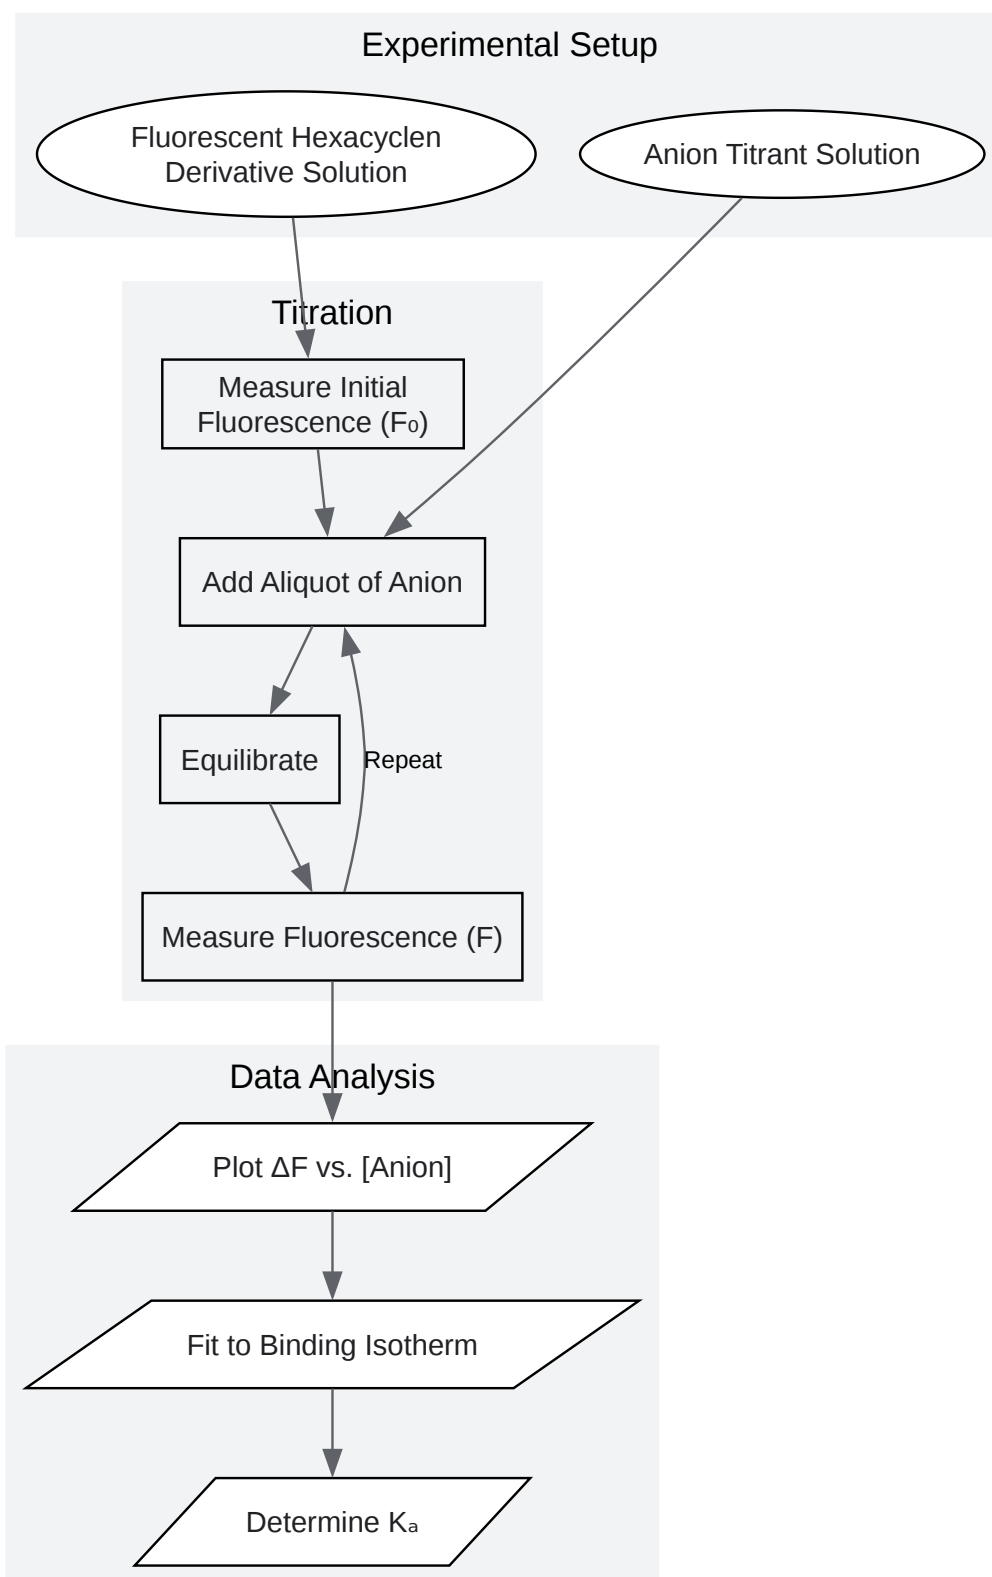 Experimental Setup
Fluorescent Hexacyclen
Derivative Solution
Anion Titrant Solution
Titration
Measure Initial
Fluorescence (F₀)
Add Aliquot of Anion
Equilibrate
Repeat
Measure Fluorescence (F)
Data Analysis
Plot ΔF vs. [Anion]
Fit to Binding Isotherm
Determine Kₐ